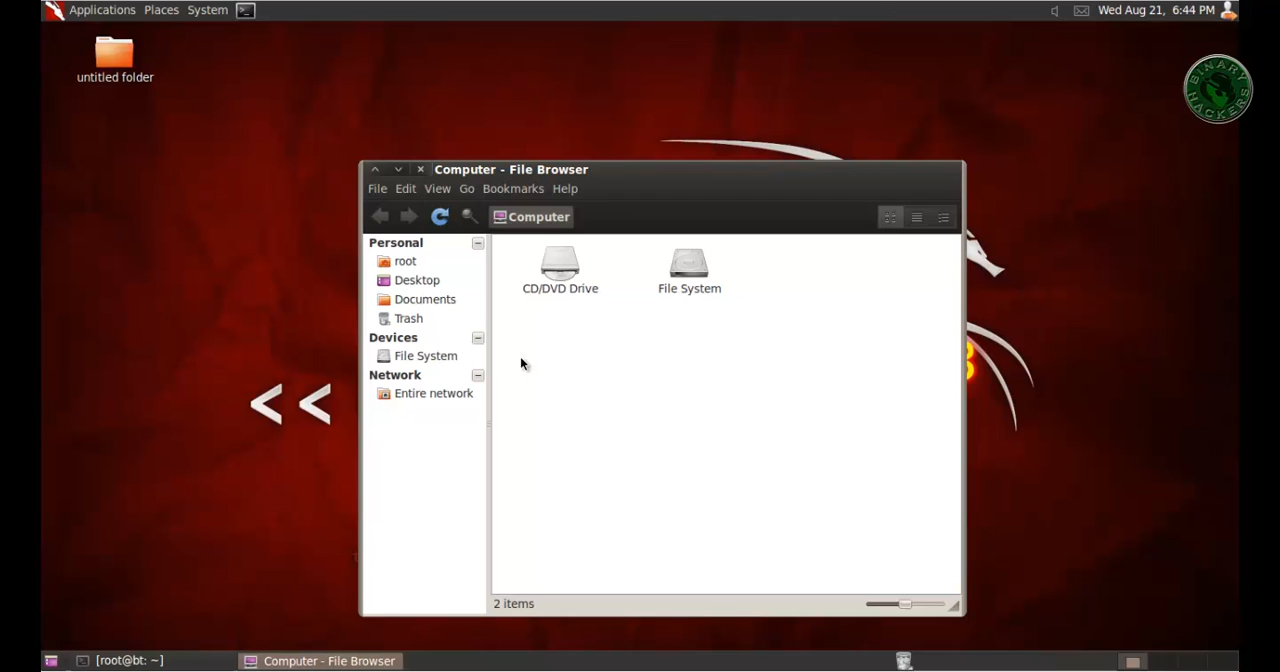 Applications Places System
Wed Aug 21, 6:44 PM
untitled folder
BINARY HACKERS
Computer - File Browser
File Edit View Go Bookmarks Help
Computer
Personal
root
Desktop
Documents
Trash
Devices
File System
Network
Entire network
CD/DVD Drive
File System
<<
2 items
[root@bt: ~]
Computer - File Browser